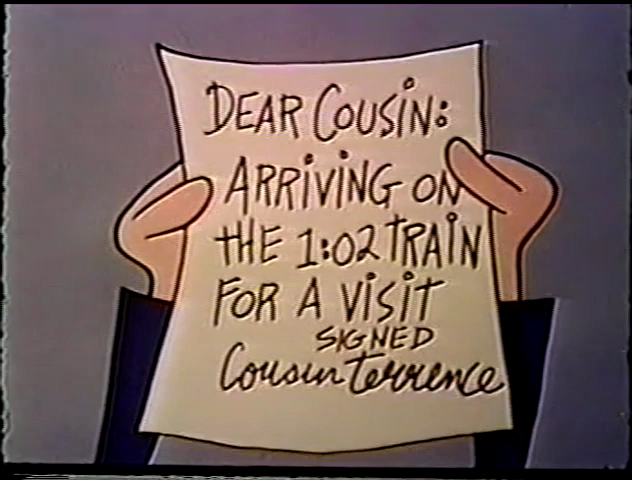 DEAR COUSIN:
ARRIVING ON
THE 1:02 TRAIN
FOR A VISIT
SIGNED
Cousin Terrence